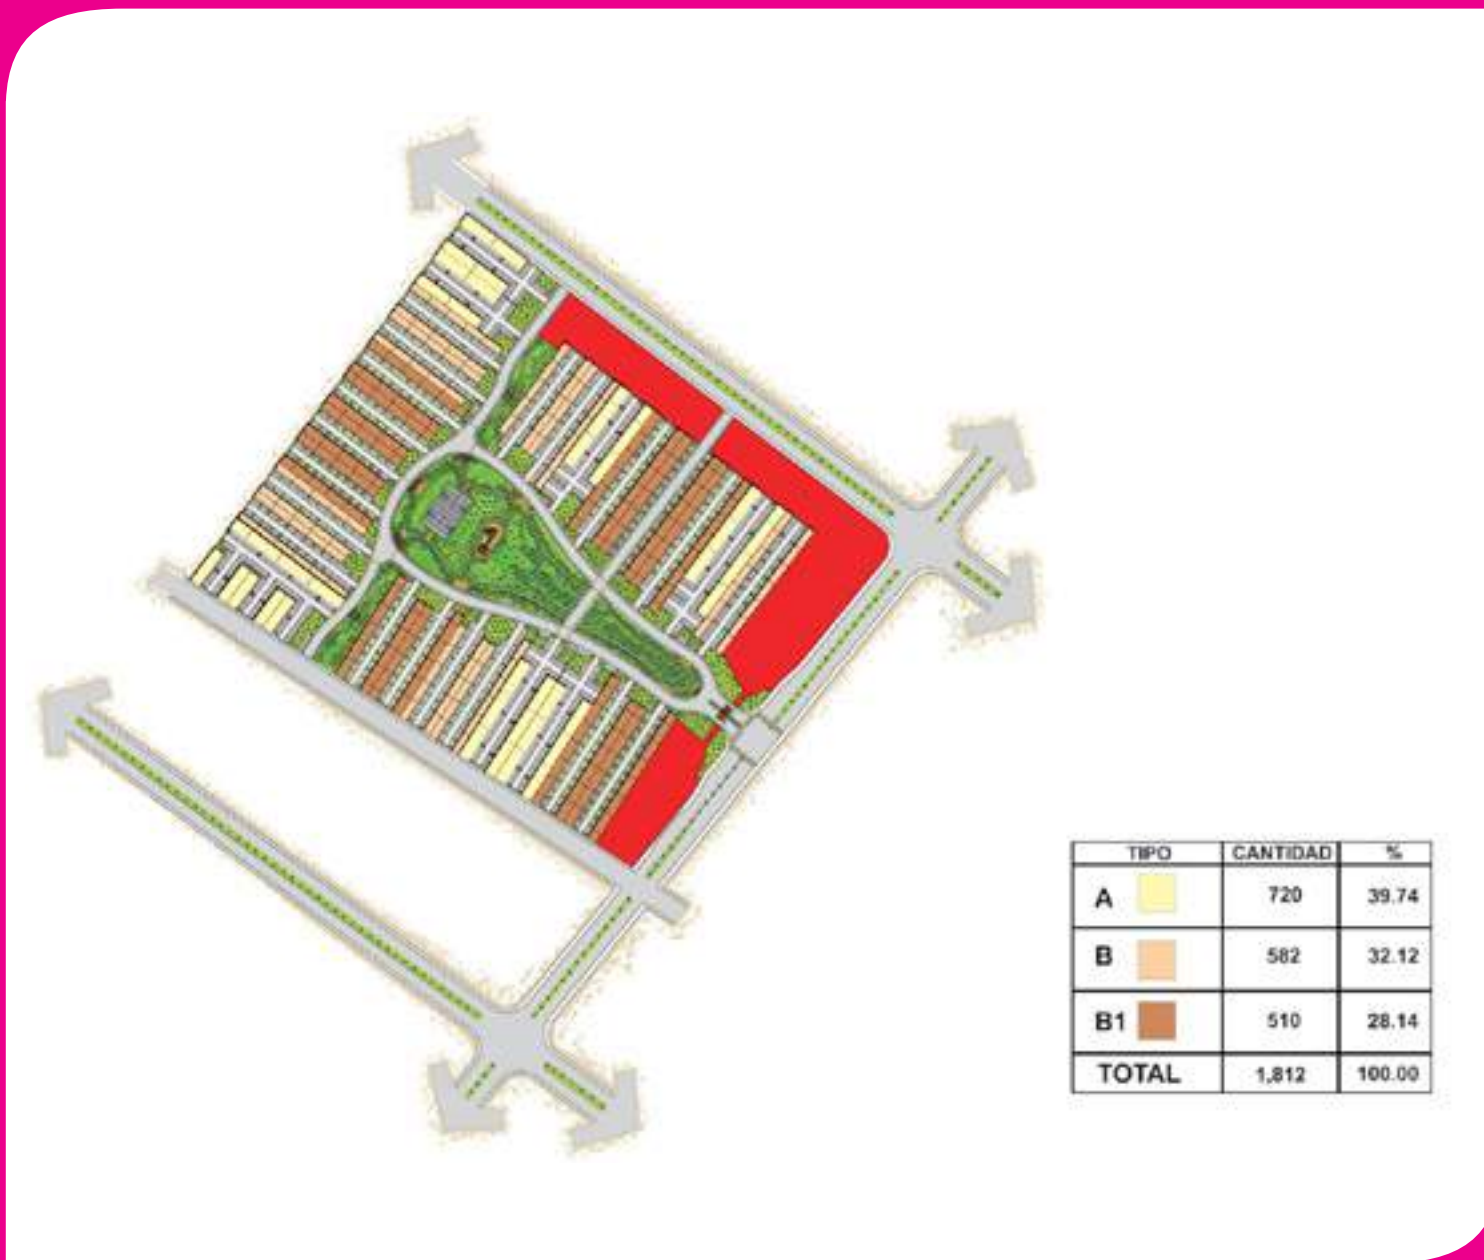 TIPO CANTIDAD %
A 720 39.74
B 582 32.12
B1 510 28.14
TOTAL 1,812 100.00